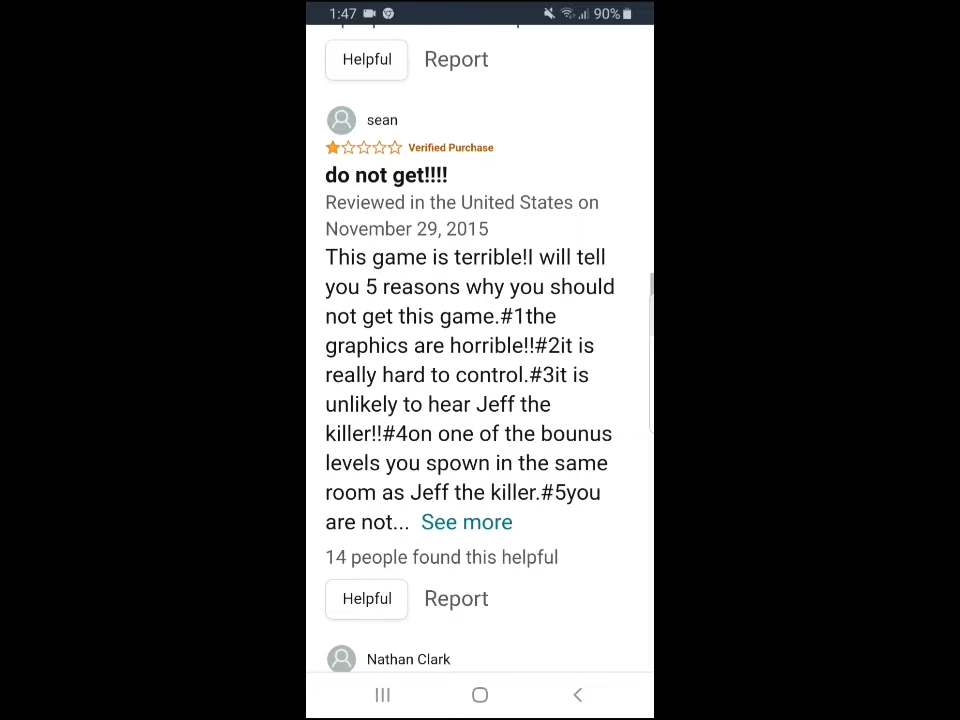 1:47 90%
Helpful Report
sean
Verified Purchase
do not get!!!!
Reviewed in the United States on
November 29, 2015
This game is terrible!I will tell
you 5 reasons why you should
not get this game.#1the
graphics are horrible!!#2it is
really hard to control.#3it is
unlikely to hear Jeff the
killer!!#4on one of the bounus
levels you spown in the same
room as Jeff the killer.#5you
are not... See more
14 people found this helpful
Helpful Report
Nathan Clark